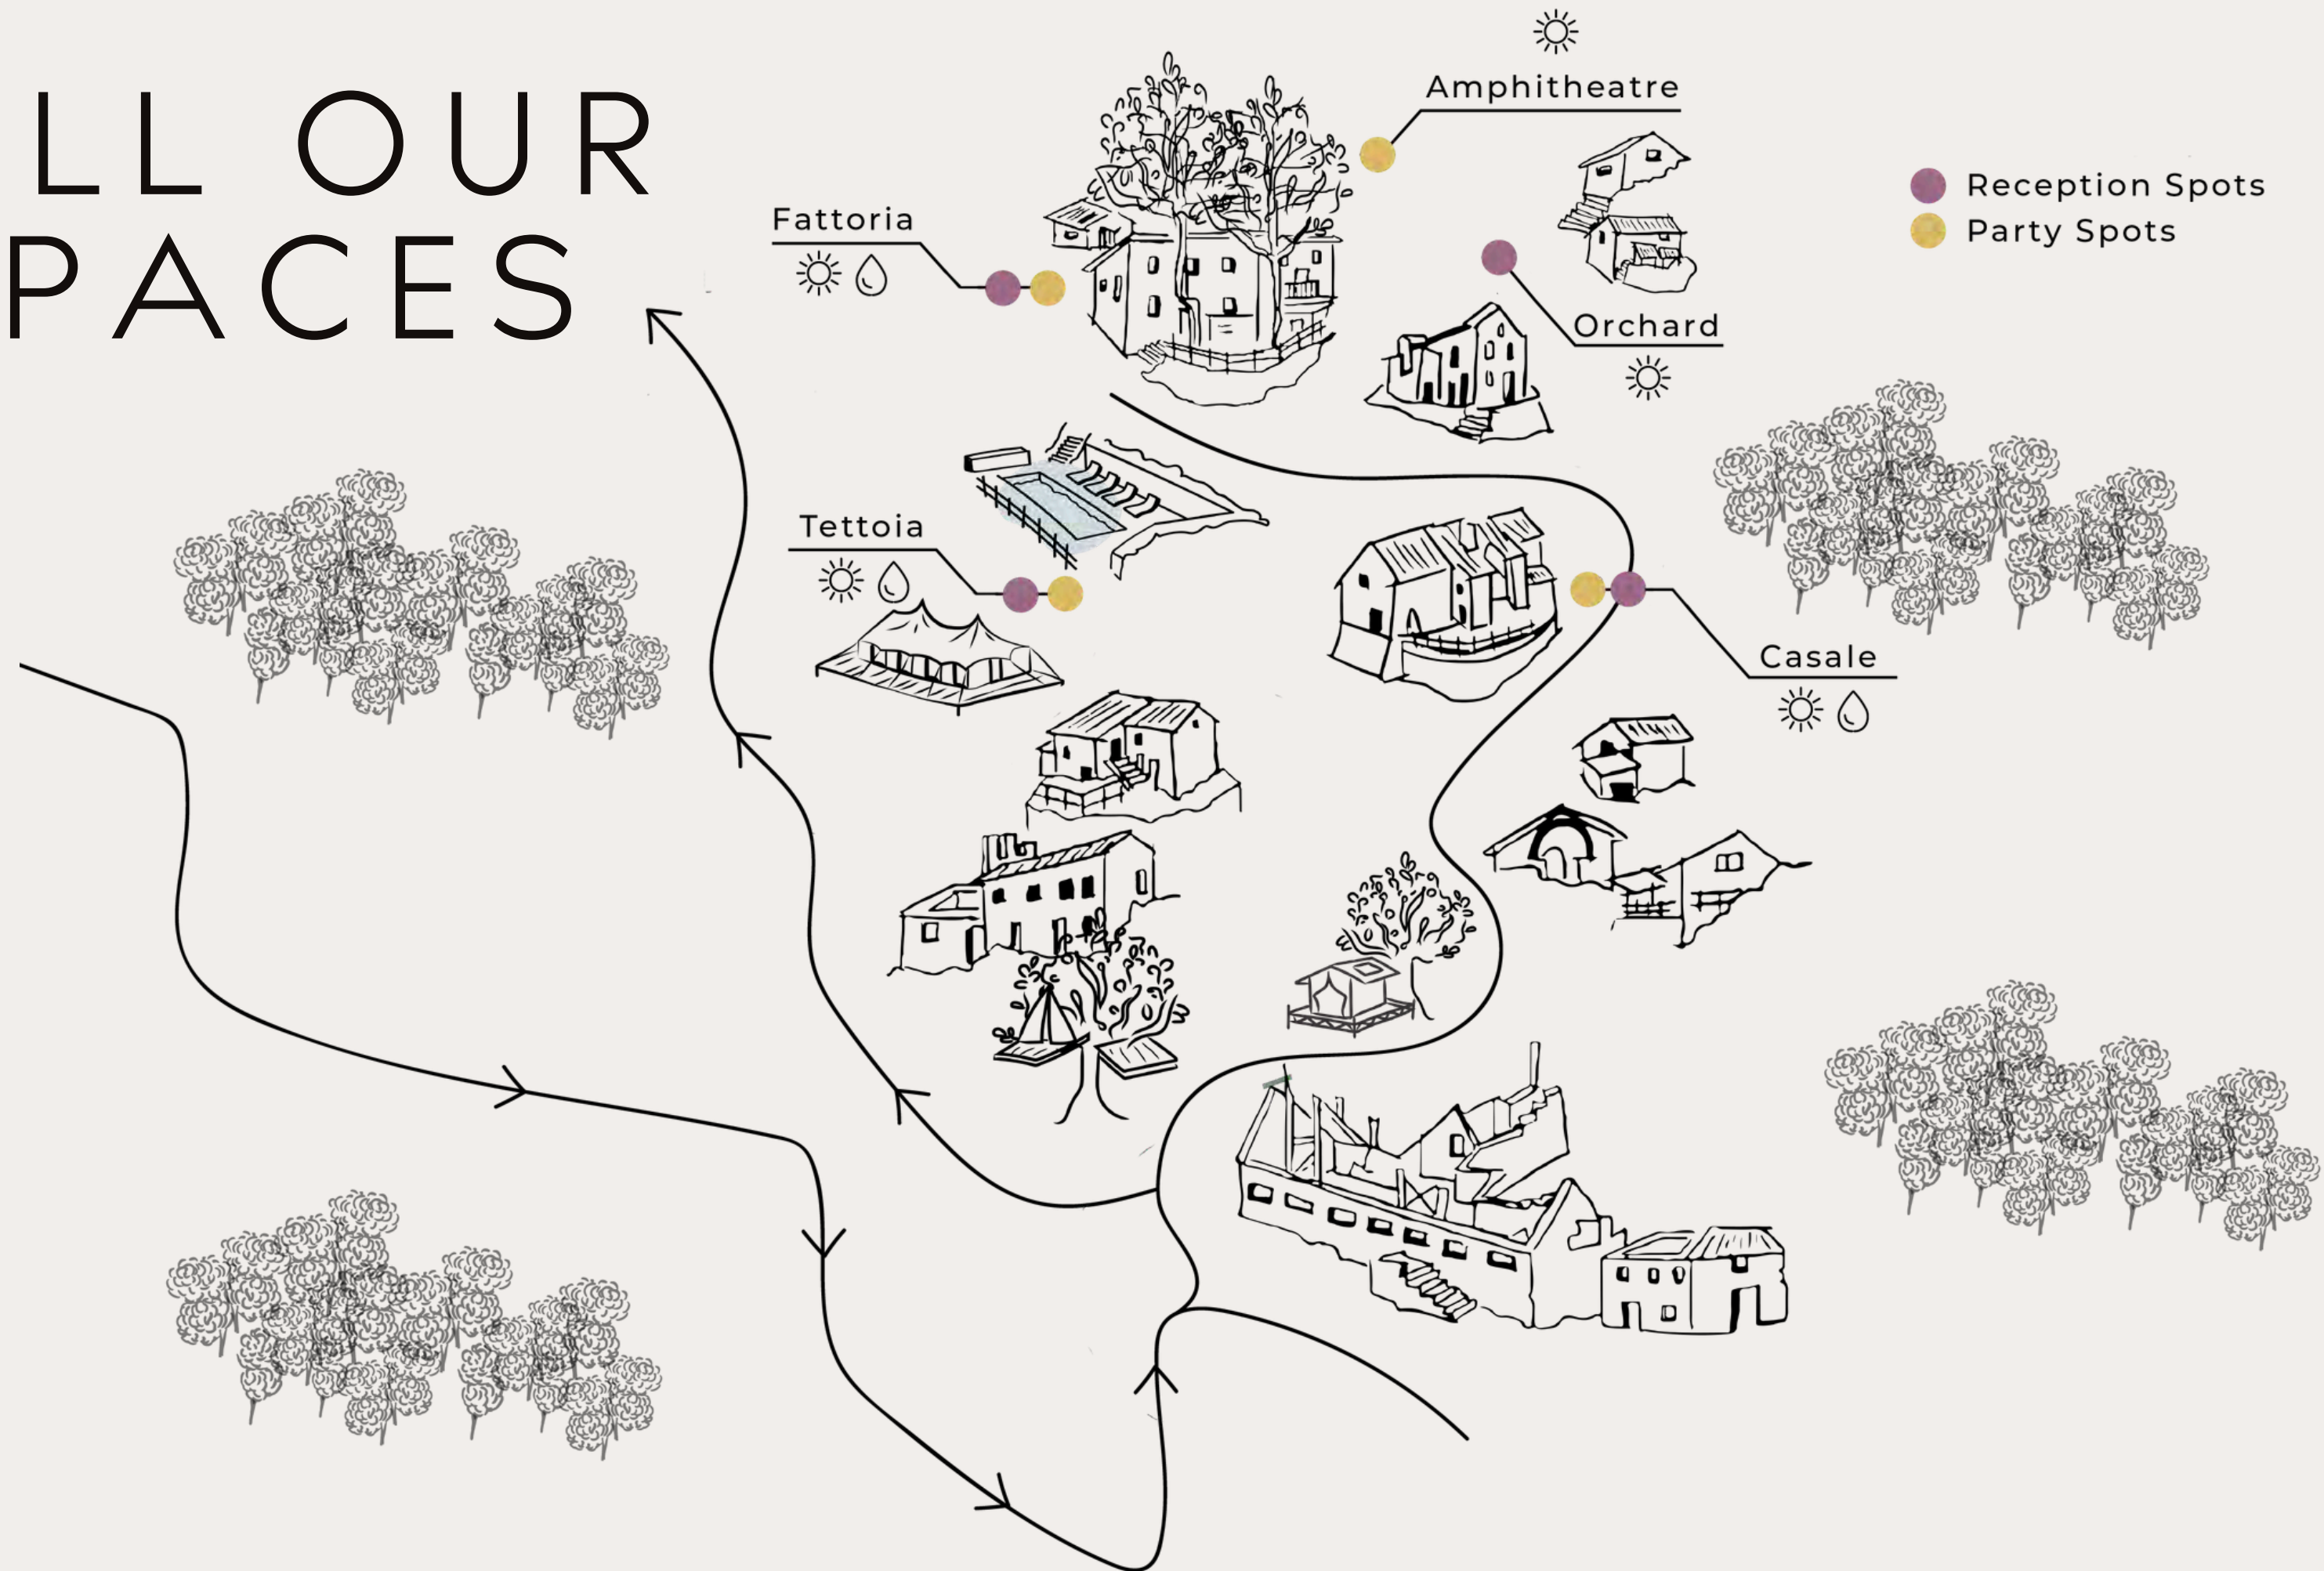 LL OUR
PACES
Amphitheatre
Reception Spots
Party Spots
Fattoria
Orchard
Tettoia
Casale